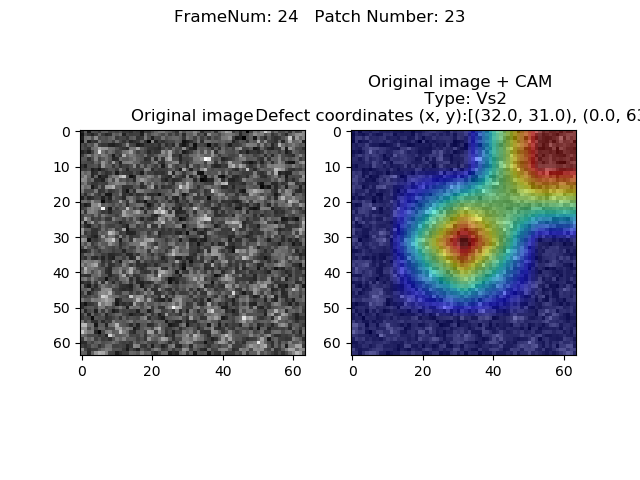 FrameNum: 24   Patch Number: 23
Original image + CAM
Type: Vs2
Original image
Defect coordinates (x, y):[(32.0, 31.0), (0.0, 63
0
10
20
30
40
50
60
0 20 40 60
0
10
20
30
40
50
60
0 20 40 60